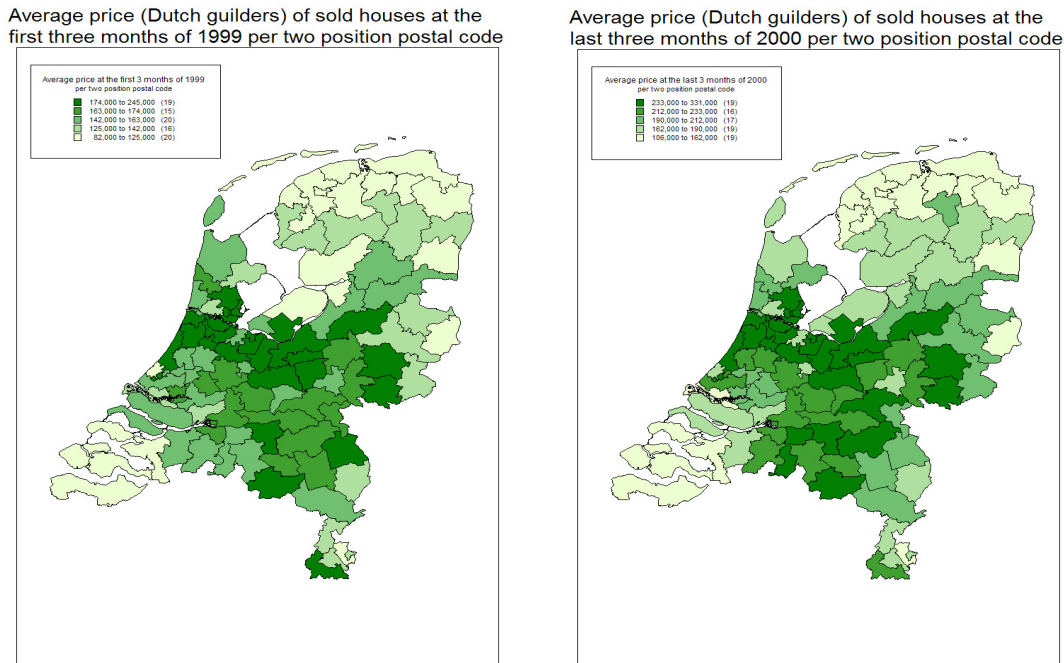 Average price (Dutch guilders) of sold houses at the
first three months of 1999 per two position postal code
Average price at the first 3 months of 1999
per two position postal code
174,000 to 245,000 (19)
163,000 to 174,000 (15)
142,000 to 163,000 (20)
125,000 to 142,000 (16)
82,000 to 125,000 (20)
Average price (Dutch guilders) of sold houses at the
last three months of 2000 per two position postal code
Average price at the last 3 months of 2000
per two position postal code
233,000 to 331,000 (19)
212,000 to 233,000 (16)
190,000 to 212,000 (17)
162,000 to 190,000 (19)
106,000 to 162,000 (19)